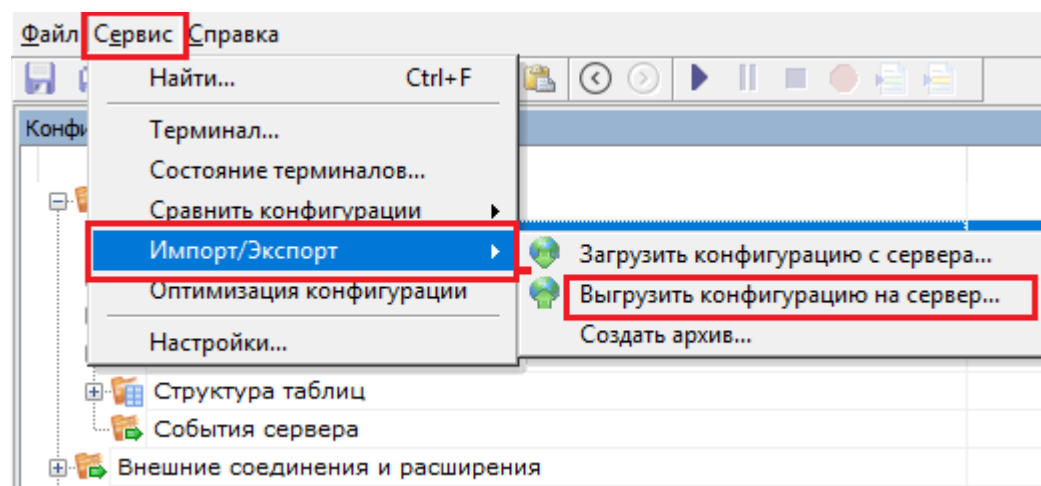 Файл Сервис Справка
Найти... Ctrl+F
Терминал...
Состояние терминалов...
Сравнить конфигурации
Импорт/Экспорт
Загрузить конфигурацию с сервера...
Оптимизация конфигурации
Выгрузить конфигурацию на сервер...
Настройки...
Создать архив...
Структура таблиц
События сервера
Внешние соединения и расширения